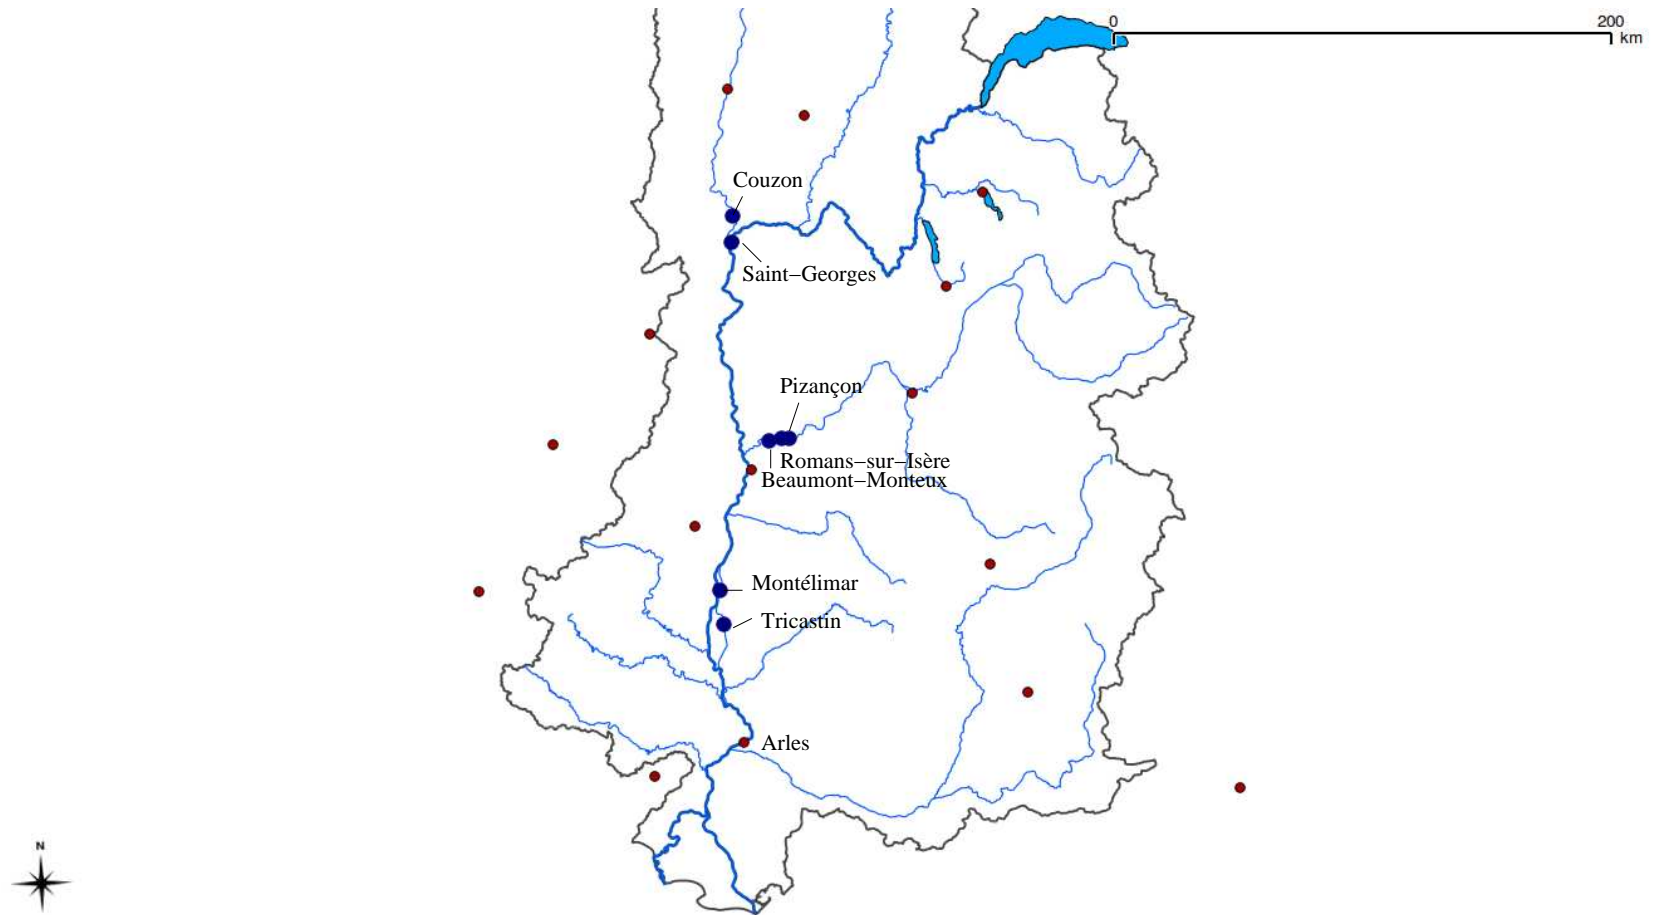 0
200
km
Couzon
Saint−Georges
Pizançon
Romans−sur−Isère
Beaumont−Monteux
Montélimar
Tricastin
Arles
N